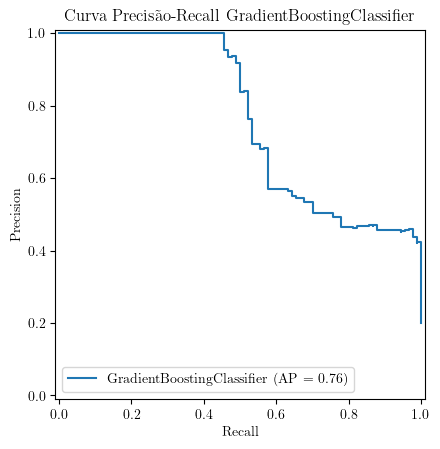 Curva Precisão-Recall GradientBoostingClassifier
1.0
0.8
0.6
0.4
0.2
0.0
Precision
GradientBoostingClassifier (AP = 0.76)
0.0 0.2 0.4 0.6 0.8 1.0
Recall